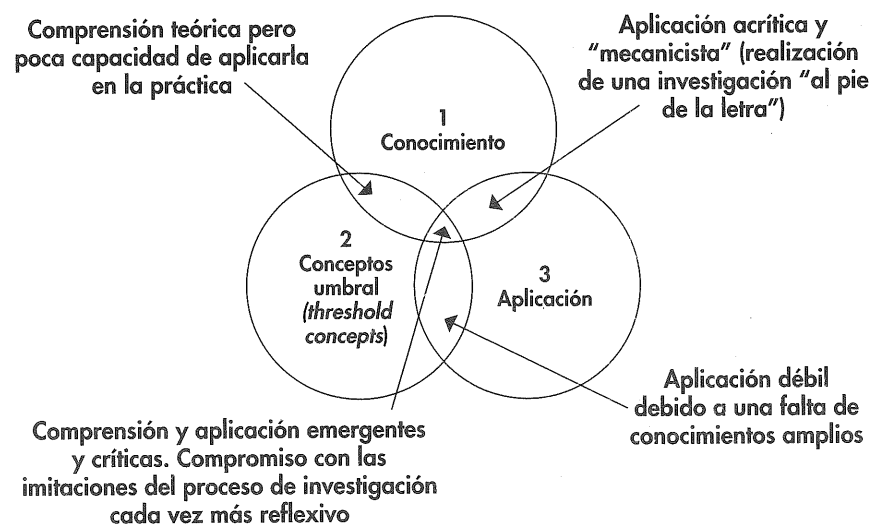 Comprensión teórica pero
poca capacidad de aplicarla
en la práctica
Aplicación acrítica y
“mecanicista” (realización
de una investigación “al pie
de la letra”)
1
Conocimiento
2
Conceptos
umbral
(threshold
concepts)
3
Aplicación
Aplicación débil
debido a una falta de
conocimientos amplios
Comprensión y aplicación emergentes
y críticas. Compromiso con las
imitaciones del proceso de investigación
cada vez más reflexivo